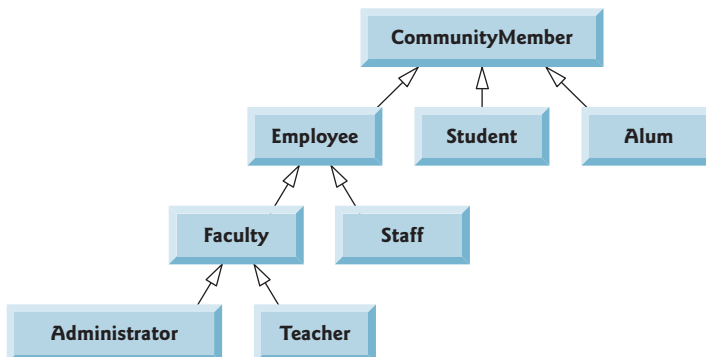 CommunityMember
Employee
Student
Alum
Faculty
Staff
Administrator
Teacher